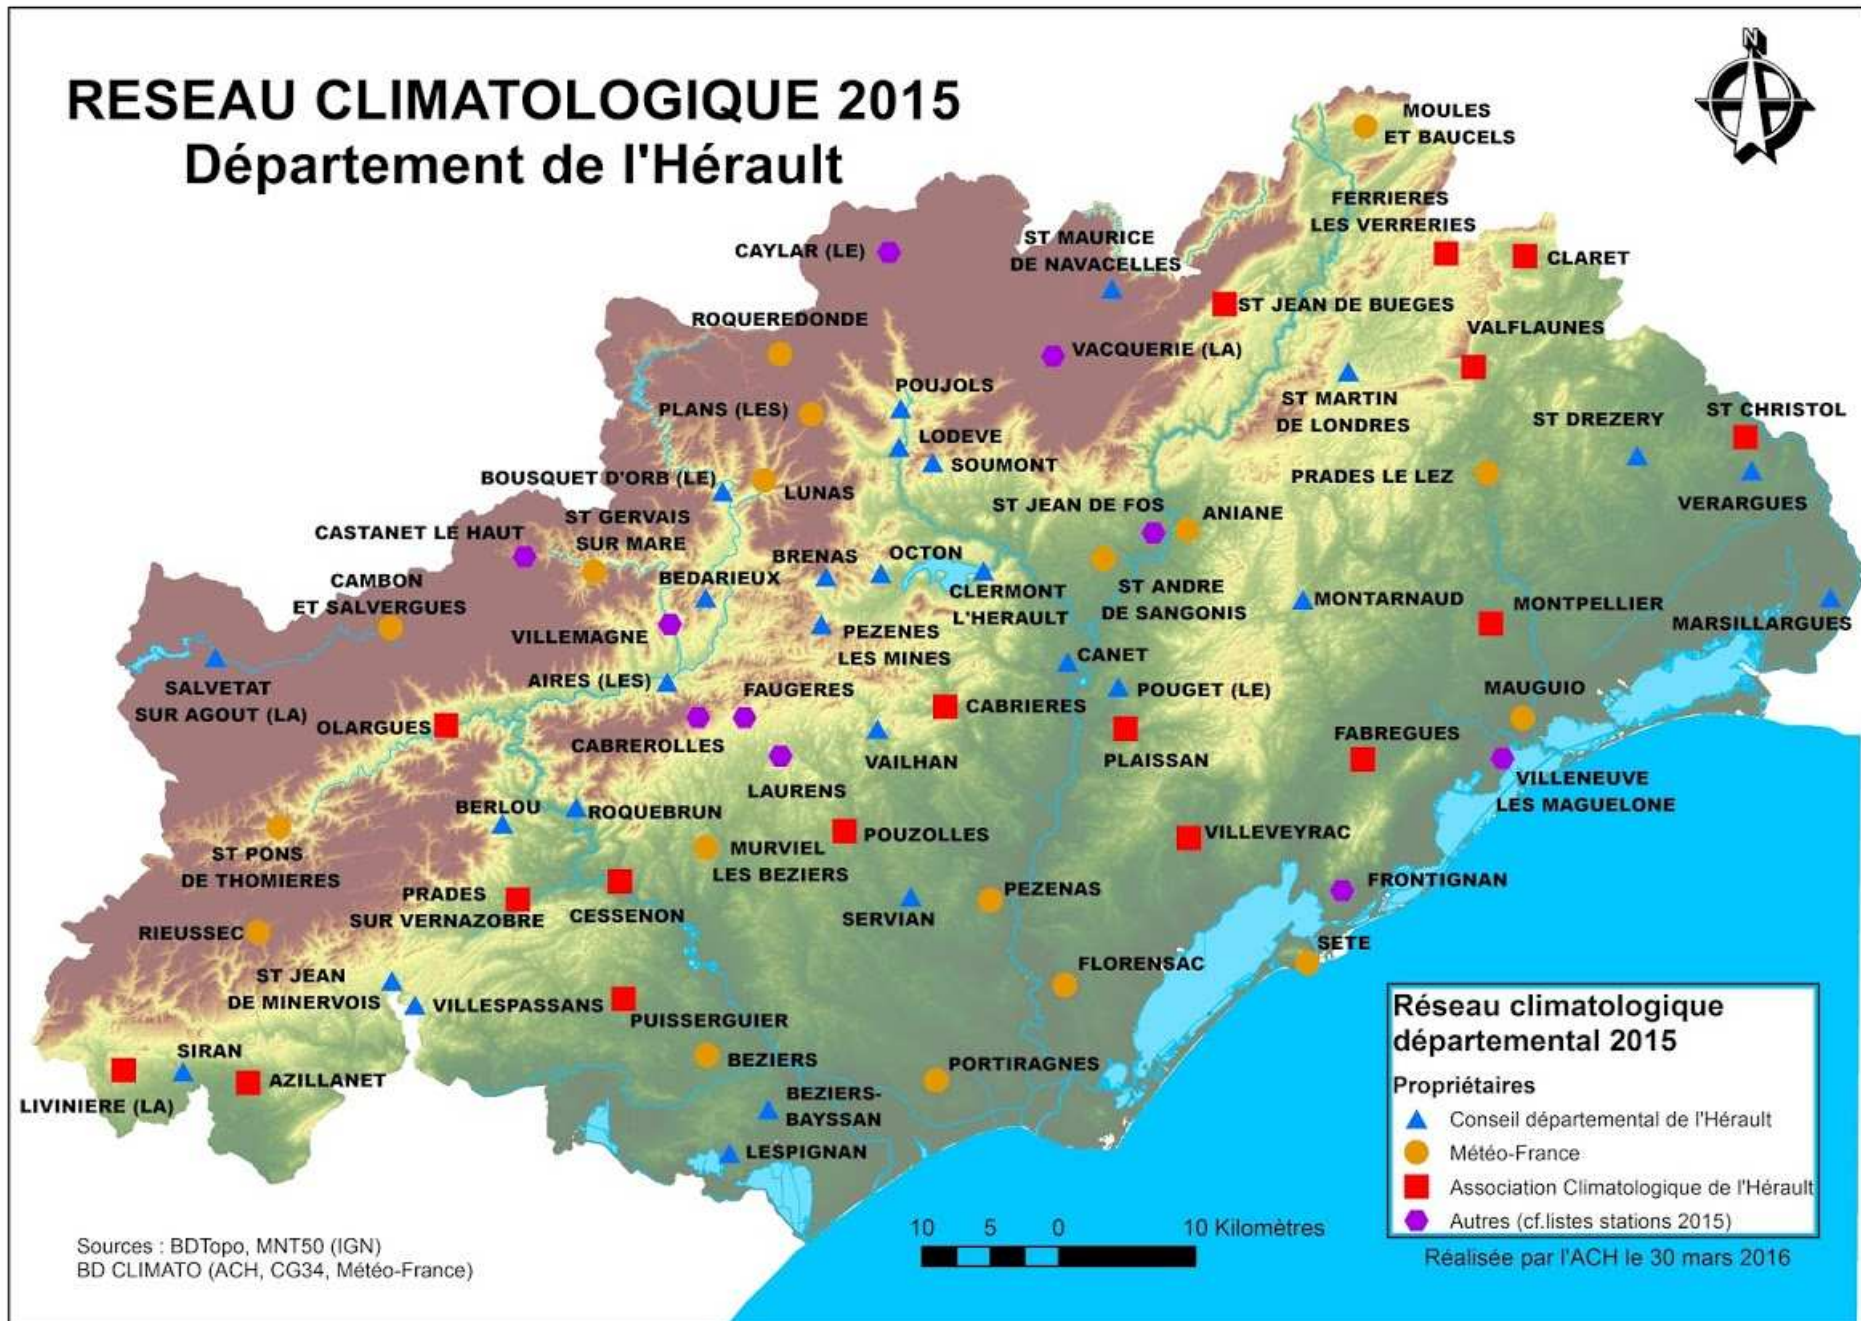 N
RESEAU CLIMATOLOGIQUE 2015
Département de l'Hérault
MOULES
ET BAUCELS
FERRIERES
LES VERRERIES
CAYLAR (LE)
ST MAURICE
DE NAVACELLES
CLARET
ST JEAN DE BUEGES
ROQUEREDONDE
VALFLAUNES
VACQUERIE (LA)
POUJOLS
PLANS (LES)
ST MARTIN
DE LONDRES
ST CHRISTOL
ST DREZERY
LODEVE
SOUMONT
BOUSQUET D'ORB (LE)
LUNAS
PRADES LE LEZ
VERARGUES
ST JEAN DE FOS
ANIANE
CASTANET LE HAUT
ST GERVAIS
SUR MARE
BRENAS
OCTON
CAMBON
ET SALVERGUES
BEDARIEUX
CLERMONT
L'HERAULT
ST ANDRE
DE SANGONIS
MONTARNAUD
MONTPELLIER
MARSILLARGUES
VILLEMAGNE
PEZENES
LES MINES
CANET
SALVETAT
SUR AGOUT (LA)
AIRES (LES)
FAUGERES
POUGET (LE)
MAUGUIO
OLARGUES
CABRIERES
CABREROLLES
VAILHAN
PLAISSAN
FABREGUES
LAURENS
VILLENEUVE
LES MAGUELONE
BERLOU
ROQUEBRUN
POUZOLLES
VILLEVEYRAC
ST PONS
DE THOMIERES
MURVIEL
LES BEZIERS
PRADES
SUR VERNAZOBRE
CESSENON
SERVIAN
PEZENAS
FRONTIGNAN
RIEUSSEC
SETE
FLORENSAC
ST JEAN
DE MINERVOIS
VILLESPASSANS
PUISSERGUIER
SIRAN
AZILLANET
LIVINIERE (LA)
BEZIERS
PORTIRAGNES
BEZIERS-
BAYSSAN
LESPIGNAN
Réseau climatologique
départemental 2015
Propriétaires
Conseil départemental de l'Hérault
Météo-France
Association Climatologique de l'Hérault
Autres (cf.listes stations 2015)
10 5 0 10 Kilomètres
Réalisée par l'ACH le 30 mars 2016
Sources : BDTopo, MNT50 (IGN)
BD CLIMATO (ACH, CG34, Météo-France)